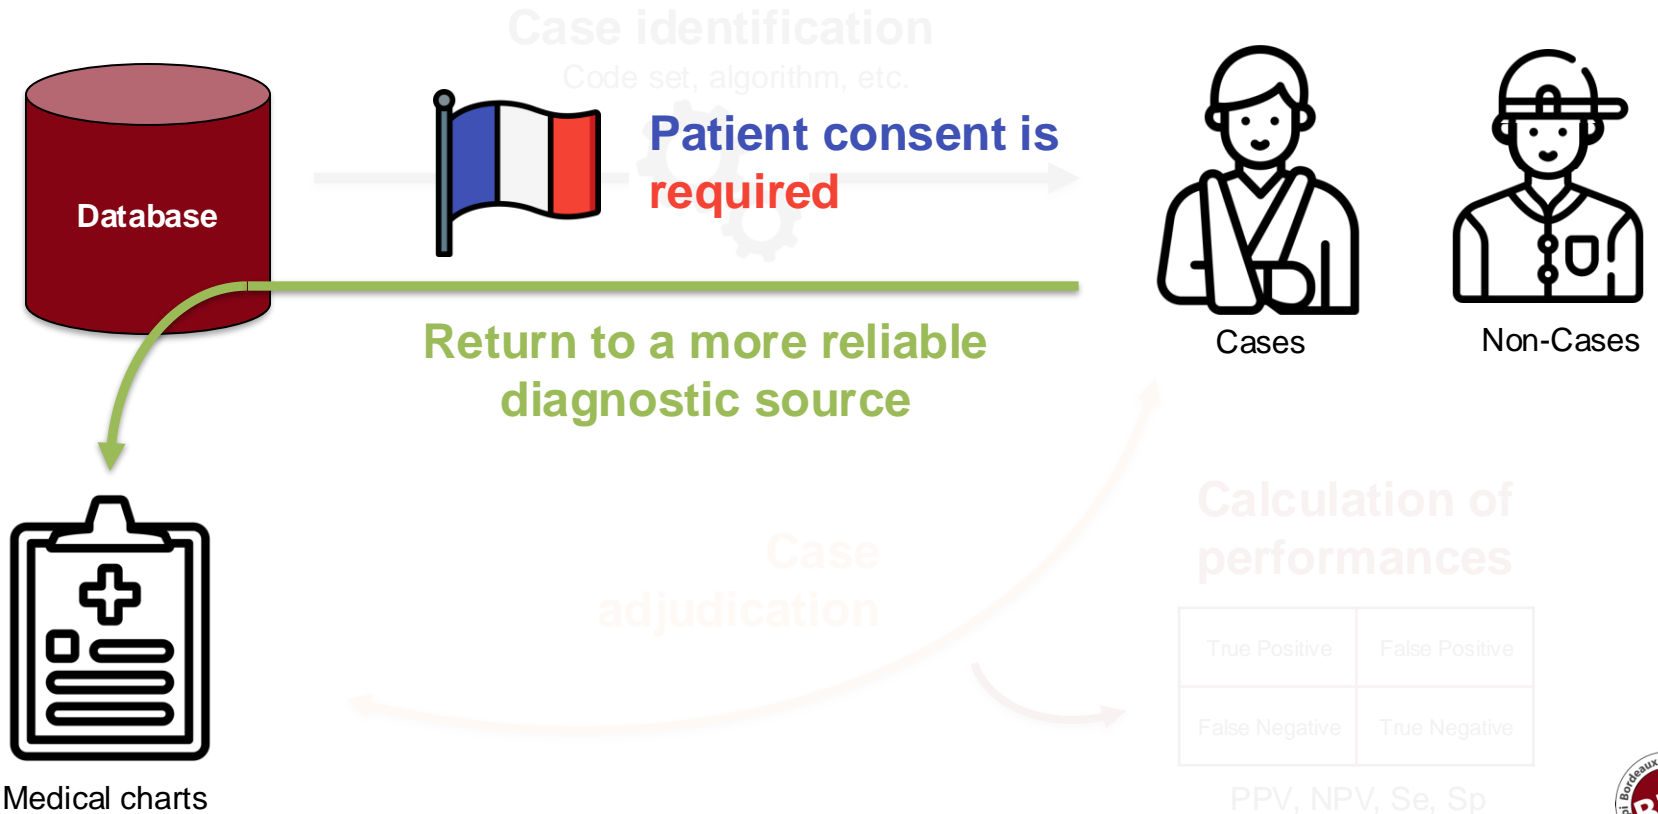 Case identification
Code set, algorithm, etc.
Patient consent is
required
Database
Return to a more reliable
diagnostic source
Cases
Non-Cases
Case
adjudication
Calculation of
performances
True Positive
False Positive
False Negative
True Negative
PPV, NPV, Se, Sp
Medical charts
Bordeaux